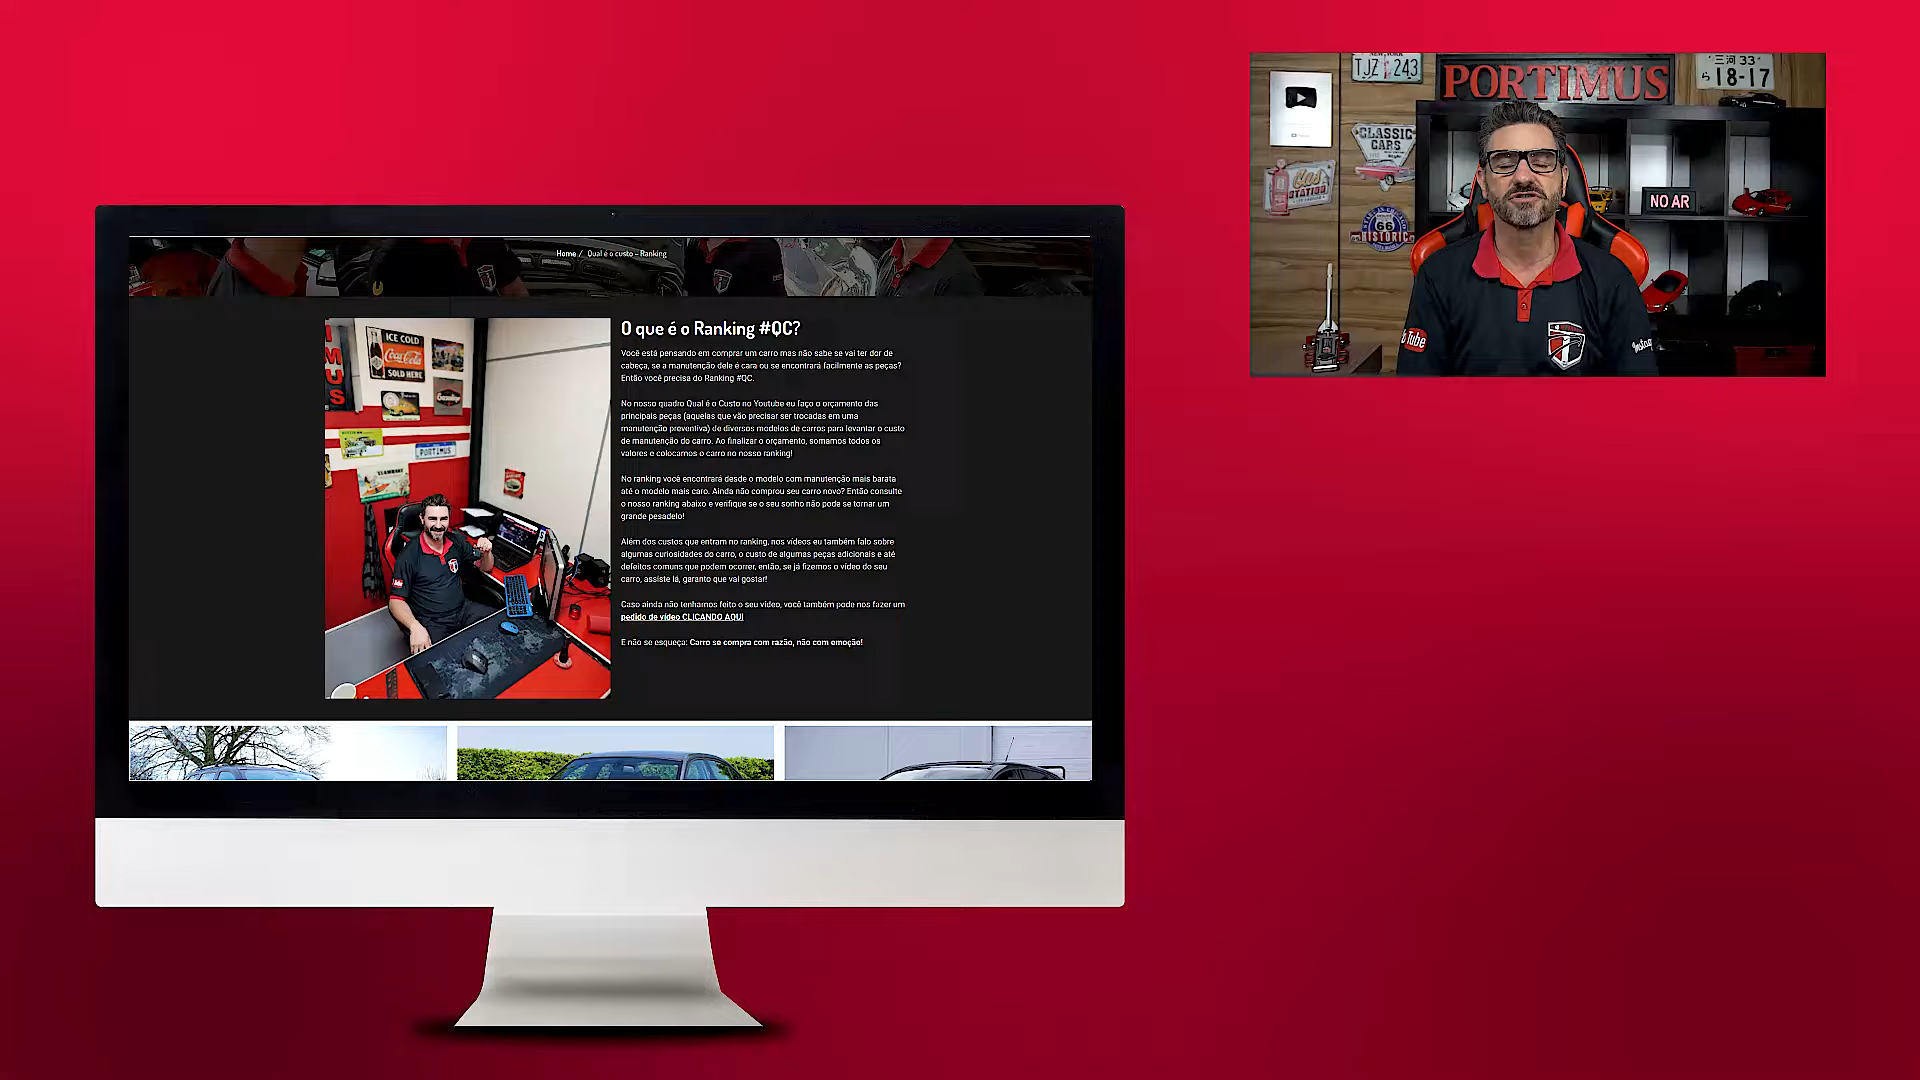 Home / Qual é o custo – Ranking
O que é o Ranking #QC?
Você está pensando em comprar um carro mas não sabe se vai ter dor de
cabeça, se a manutenção dele é cara ou se encontrará facilmente as peças?
Então você precisa do Ranking #QC.
No nosso quadro Qual é o Custo no Youtube eu faço o orçamento das
principais peças (aquelas que vão precisar ser trocadas em uma
manutenção preventiva) de diversos modelos de carros para levantar o custo
de manutenção do carro. Ao finalizar o orçamento, somamos todos os
valores e colocamos o carro no nosso ranking!
No ranking você encontrará desde o modelo com manutenção mais barata
até o modelo mais caro. Ainda não comprou seu carro novo? Então consulte
o nosso ranking abaixo e verifique se o seu sonho não pode se tornar um
grande pesadelo!
Além dos custos que entram no ranking, nos vídeos eu também falo sobre
algumas curiosidades do carro, o custo de algumas peças adicionais e até
defeitos comuns que podem ocorrer, então, se já fizemos o vídeo do seu
carro, assiste lá, garanto que vai gostar!
Caso ainda não tenhamos feito o seu vídeo, você também pode nos fazer um
pedido de vídeo CLICANDO AQUI
E não se esqueça: Carro se compra com razão, não com emoção!
ICE COLD
Coca-Cola
SOLD HERE
PORTIMUS
NEW YORK
TJZ 243
PORTIMUS
三河 33
ら 18-17
CLASSIC
CARS
Gas
STATION
66
HISTORIC
NO AR
Tube
Insta